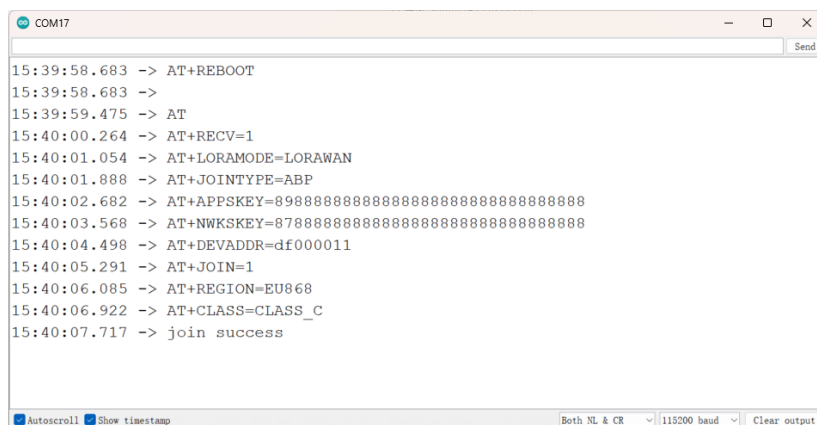 COM17
Send
15:39:58.683 -> AT+REBOOT
15:39:58.683 ->
15:39:59.475 -> AT
15:40:00.264 -> AT+RECV=1
15:40:01.054 -> AT+LORAMODE=LORAWAN
15:40:01.888 -> AT+JOINTYPE=ABP
15:40:02.682 -> AT+APPSKEY=89888888888888888888888888888888
15:40:03.568 -> AT+NWKSKEY=87888888888888888888888888888888
15:40:04.498 -> AT+DEVADDR=df000011
15:40:05.291 -> AT+JOIN=1
15:40:06.085 -> AT+REGION=EU868
15:40:06.922 -> AT+CLASS=CLASS_C
15:40:07.717 -> join success
Autoscroll Show timestamp Both NL & CR 115200 baud Clear output